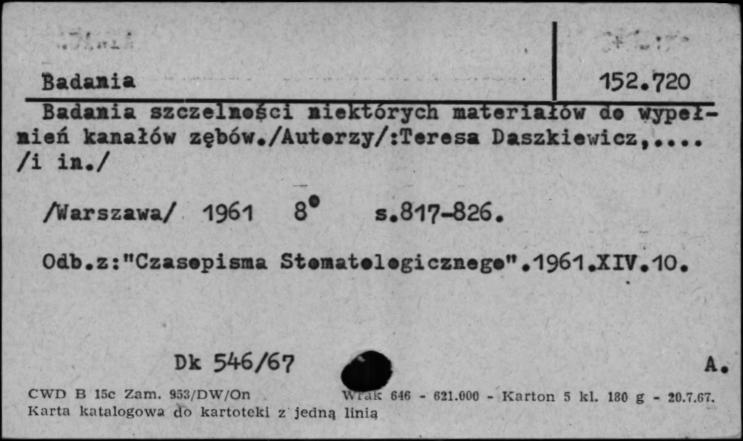 Badania 152.720
Badania szczelności niektórych materiałów do wypeł-
nień kanałów zębów./Autorzy/:Teresa Daszkiewicz,....
/i in./
/Warszawa/ 1961 8° s.817-826.
Odb.z:"Czasopisma Stomatologicznego".1961.XIV.10.
Dk 546/67 A.
CWD B 15c Zam. 953/DW/On Wrak 646 - 621.000 - Karton 5 kl. 180 g - 20.7.67.
Karta katalogowa do kartoteki z jedną linią